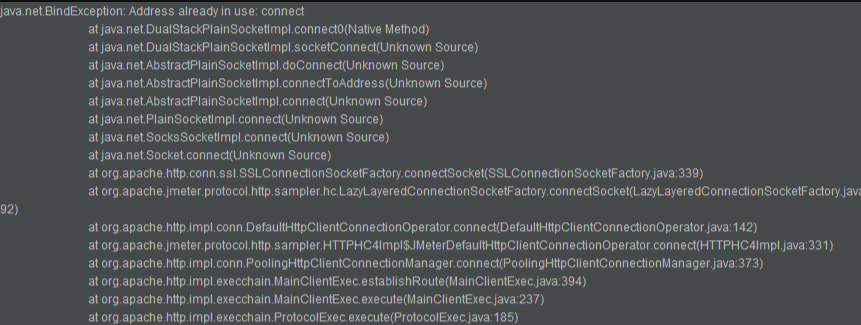 java.net.BindException: Address already in use: connect
at java.net.DualStackPlainSocketImpl.connect0(Native Method)
at java.net.DualStackPlainSocketImpl.socketConnect(Unknown Source)
at java.net.AbstractPlainSocketImpl.doConnect(Unknown Source)
at java.net.AbstractPlainSocketImpl.connectToAddress(Unknown Source)
at java.net.AbstractPlainSocketImpl.connect(Unknown Source)
at java.net.PlainSocketImpl.connect(Unknown Source)
at java.net.SocksSocketImpl.connect(Unknown Source)
at java.net.Socket.connect(Unknown Source)
at org.apache.http.conn.ssl.SSLConnectionSocketFactory.connectSocket(SSLConnectionSocketFactory.java:339)
at org.apache.jmeter.protocol.http.sampler.hc.LazyLayeredConnectionSocketFactory.connectSocket(LazyLayeredConnectionSocketFactory.java
92)
at org.apache.http.impl.conn.DefaultHttpClientConnectionOperator.connect(DefaultHttpClientConnectionOperator.java:142)
at org.apache.jmeter.protocol.http.sampler.HTTPHC4Impl$JMeterDefaultHttpClientConnectionOperator.connect(HTTPHC4Impl.java:331)
at org.apache.http.impl.conn.PoolingHttpClientConnectionManager.connect(PoolingHttpClientConnectionManager.java:373)
at org.apache.http.impl.execchain.MainClientExec.establishRoute(MainClientExec.java:394)
at org.apache.http.impl.execchain.MainClientExec.execute(MainClientExec.java:237)
at org.apache.http.impl.execchain.ProtocolExec.execute(ProtocolExec.java:185)